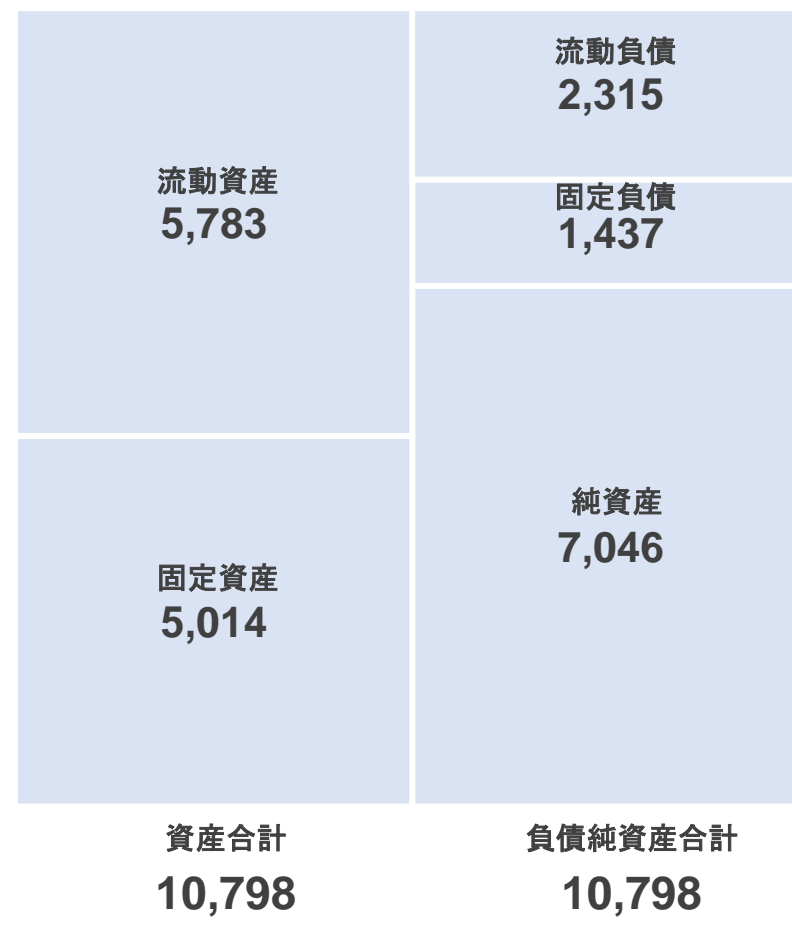 流動資産
5,783
固定資産
5,014
資産合計
10,798
流動負債
2,315
固定負債
1,437
純資産
7,046
負債純資産合計
10,798